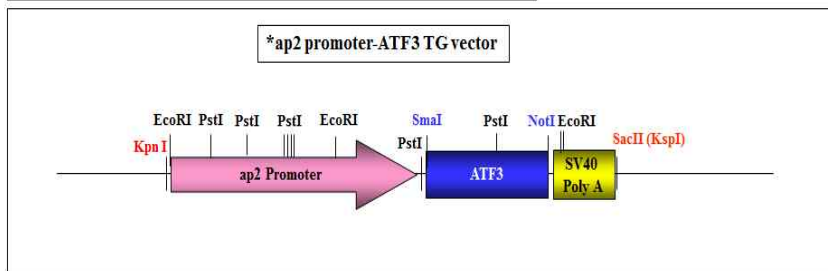 *ap2 promoter-ATF3 TG vector
EcoRI PstI PstI PstI EcoRI SmaI PstI NotI EcoRI
Kpn I PstI SacII (KspI)
ap2 Promoter ATF3 SV40
Poly A